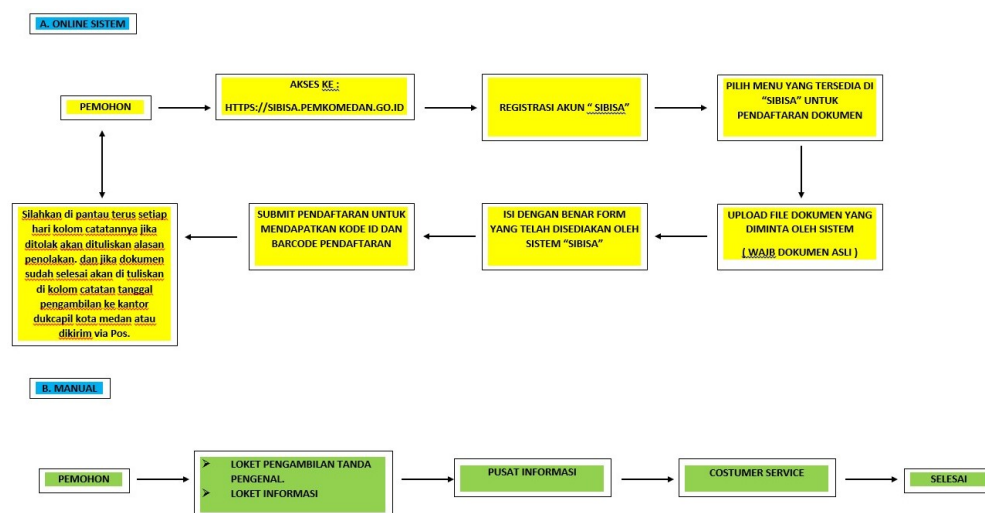 A. ONLINE SISTEM
PEMOHON
AKSES KE :
HTTPS://SIBISA.PEMKOMEDAN.GO.ID
REGISTRASI AKUN “ SIBISA”
PILIH MENU YANG TERSEDIA DI
“SIBISA” UNTUK
PENDAFTARAN DOKUMEN
UPLOAD FILE DOKUMEN YANG
DIMINTA OLEH SISTEM
( WAJB DOKUMEN ASLI )
ISI DENGAN BENAR FORM
YANG TELAH DISEDIAKAN OLEH
SISTEM “SIBISA”
SUBMIT PENDAFTARAN UNTUK
MENDAPATKAN KODE ID DAN
BARCODE PENDAFTARAN
Silahkan di pantau terus setiap
hari kolom catatannya jika
ditolak akan dituliskan alasan
penolakan. dan jika dokumen
sudah selesai akan di tuliskan
di kolom catatan tanggal
pengambilan ke kantor
dukcapil kota medan atau
dikirim via Pos.
B. MANUAL
PEMOHON
➢ LOKET PENGAMBILAN TANDA
PENGENAL.
➢ LOKET INFORMASI
PUSAT INFORMASI
COSTUMER SERVICE
SELESAI